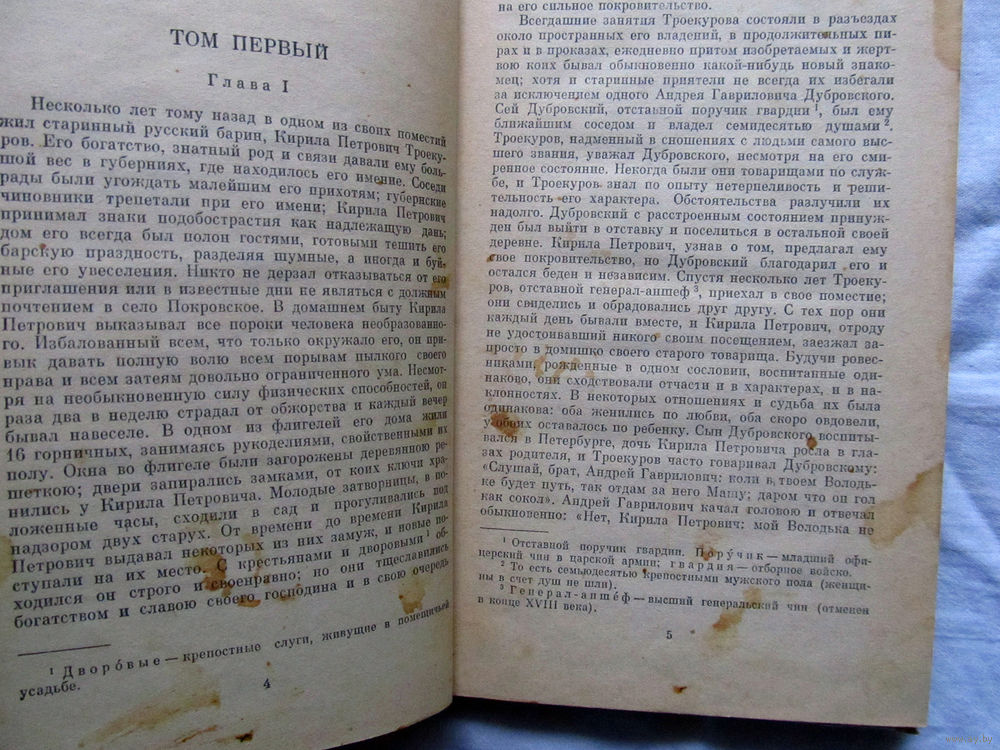 ТОМ ПЕРВЫЙ
Глава I
Несколько лет тому назад в одном из своих поместий
жил старинный русский барин, Кирила Петрович Троеку-
ров. Его богатство, знатный род и связи давали ему боль-
шой вес в губерниях, где находилось его имение. Соседи
рады были угождать малейшим его прихотям; губернские
чиновники трепетали при его имени; Кирила Петрович
принимал знаки подобострастия как надлежащую дань;
дом его всегда был полон гостями, готовыми тешить его
барскую праздность, разделяя шумные, а иногда и буй-
ные его увеселения. Никто не дерзал отказываться от его
приглашения или в известные дни не являться с должным
почтением в село Покровское. В домашнем быту Кирила
Петрович выказывал все пороки человека необразованно-
го. Избалованный всем, что только окружало его, он при-
вык давать полную волю всем порывам пылкого своего
нрава и всем затеям довольно ограниченного ума. Несмот-
ря на необыкновенную силу физических способностей, он
раза два в неделю страдал от обжорства и каждый вечер
бывал навеселе. В одном из флигелей его дома жили
16 горничных, занимаясь рукоделиями, свойственными их
полу. Окна во флигеле были загорожены деревянною ре-
шеткою; двери запирались замками, от коих ключи хра-
нились у Кирила Петровича. Молодые затворницы, в по-
ложенные часы, сходили в сад и прогуливались под
надзором двух старух. От времени до времени Кирила
Петрович выдавал некоторых из них замуж, и новые по-
ступали на их место. С крестьянами и дворовыми¹ об-
ходился он строго и своенравно; но они тщеславились
богатством и славою своего господина и в свою очередь
¹ Дворо́вые — крепостные слуги, живущие в помещичьей
усадьбе.
4
на его сильное покровительство.
Всегдашние занятия Троекурова состояли в разъездах
около пространных его владений, в продолжительных пи-
рах и в проказах, ежедневно притом изобретаемых и жерт-
вою коих бывал обыкновенно какой-нибудь новый знако-
мец; хотя и старинные приятели не всегда их избегали
за исключением одного Андрея Гавриловича Дубровского.
Сей Дубровский, отставной поручик гвардии¹, был ему
ближайшим соседом и владел семидесятью душами².
Троекуров, надменный в сношениях с людьми самого выс-
шего звания, уважал Дубровского, несмотря на его сми-
ренное состояние. Некогда были они товарищами по служ-
бе, и Троекуров знал по опыту нетерпеливость и реши-
тельность его характера. Обстоятельства разлучили их
надолго. Дубровский с расстроенным состоянием принуж-
ден был выйти в отставку и поселиться в остальной своей
деревне. Кирила Петрович, узнав о том, предлагал ему
свое покровительство, но Дубровский благодарил его и
остался беден и независим. Спустя несколько лет Троеку-
ров, отставной генерал-аншеф³, приехал в свое поместие;
они свиделись и обрадовались друг другу. С тех пор они
каждый день бывали вместе, и Кирила Петрович, отроду
не удостоивавший никого своим посещением, заезжал за-
просто в домишко своего старого товарища. Будучи ровес-
никами, рожденные в одном сословии, воспитанные оди-
наково, они сходствовали отчасти и в характерах, и в на-
клонностях. В некоторых отношениях и судьба их была
одинакова: оба женились по любви, оба скоро овдовели,
у обоих оставалось по ребенку. Сын Дубровского воспиты-
вался в Петербурге, дочь Кирила Петровича росла в гла-
зах родителя, и Троекуров часто говаривал Дубровскому:
«Слушай, брат, Андрей Гаврилович: коли в твоем Володь-
ке будет путь, так отдам за него Машу; даром что он гол
как сокол». Андрей Гаврилович качал головою и отвечал
обыкновенно: «Нет, Кирила Петрович: мой Володька не
¹ Отставной поручик гвардии. Пору́чик — младший офи-
церский чин в царской армии; гвардия — отборное войско.
² То есть семьюдесятью крепостными мужского пола (женщи-
ны в счет душ не шли).
³ Генерал-анше́ф — высший генеральский чин (отменен
в конце XVIII века).
5